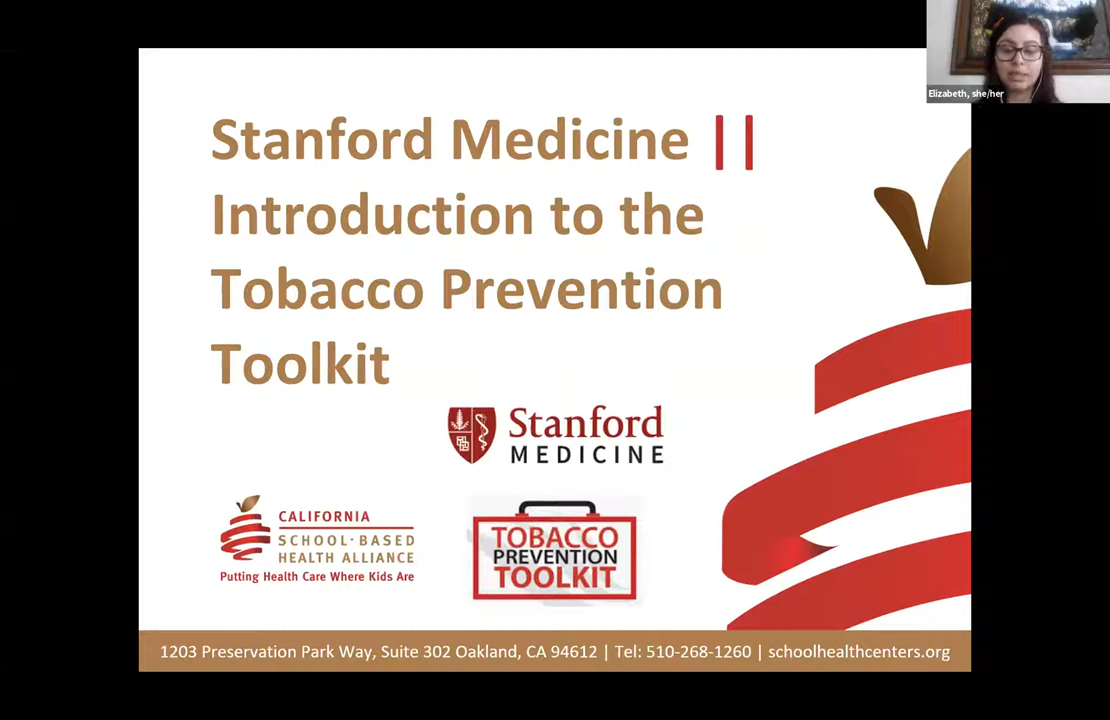 Elizabeth, she/her
Stanford Medicine ||
Introduction to the
Tobacco Prevention
Toolkit
Stanford
MEDICINE
CALIFORNIA
SCHOOL-BASED
HEALTH ALLIANCE
Putting Health Care Where Kids Are
TOBACCO
PREVENTION
TOOLKIT
1203 Preservation Park Way, Suite 302 Oakland, CA 94612 | Tel: 510-268-1260 | schoolhealthcenters.org